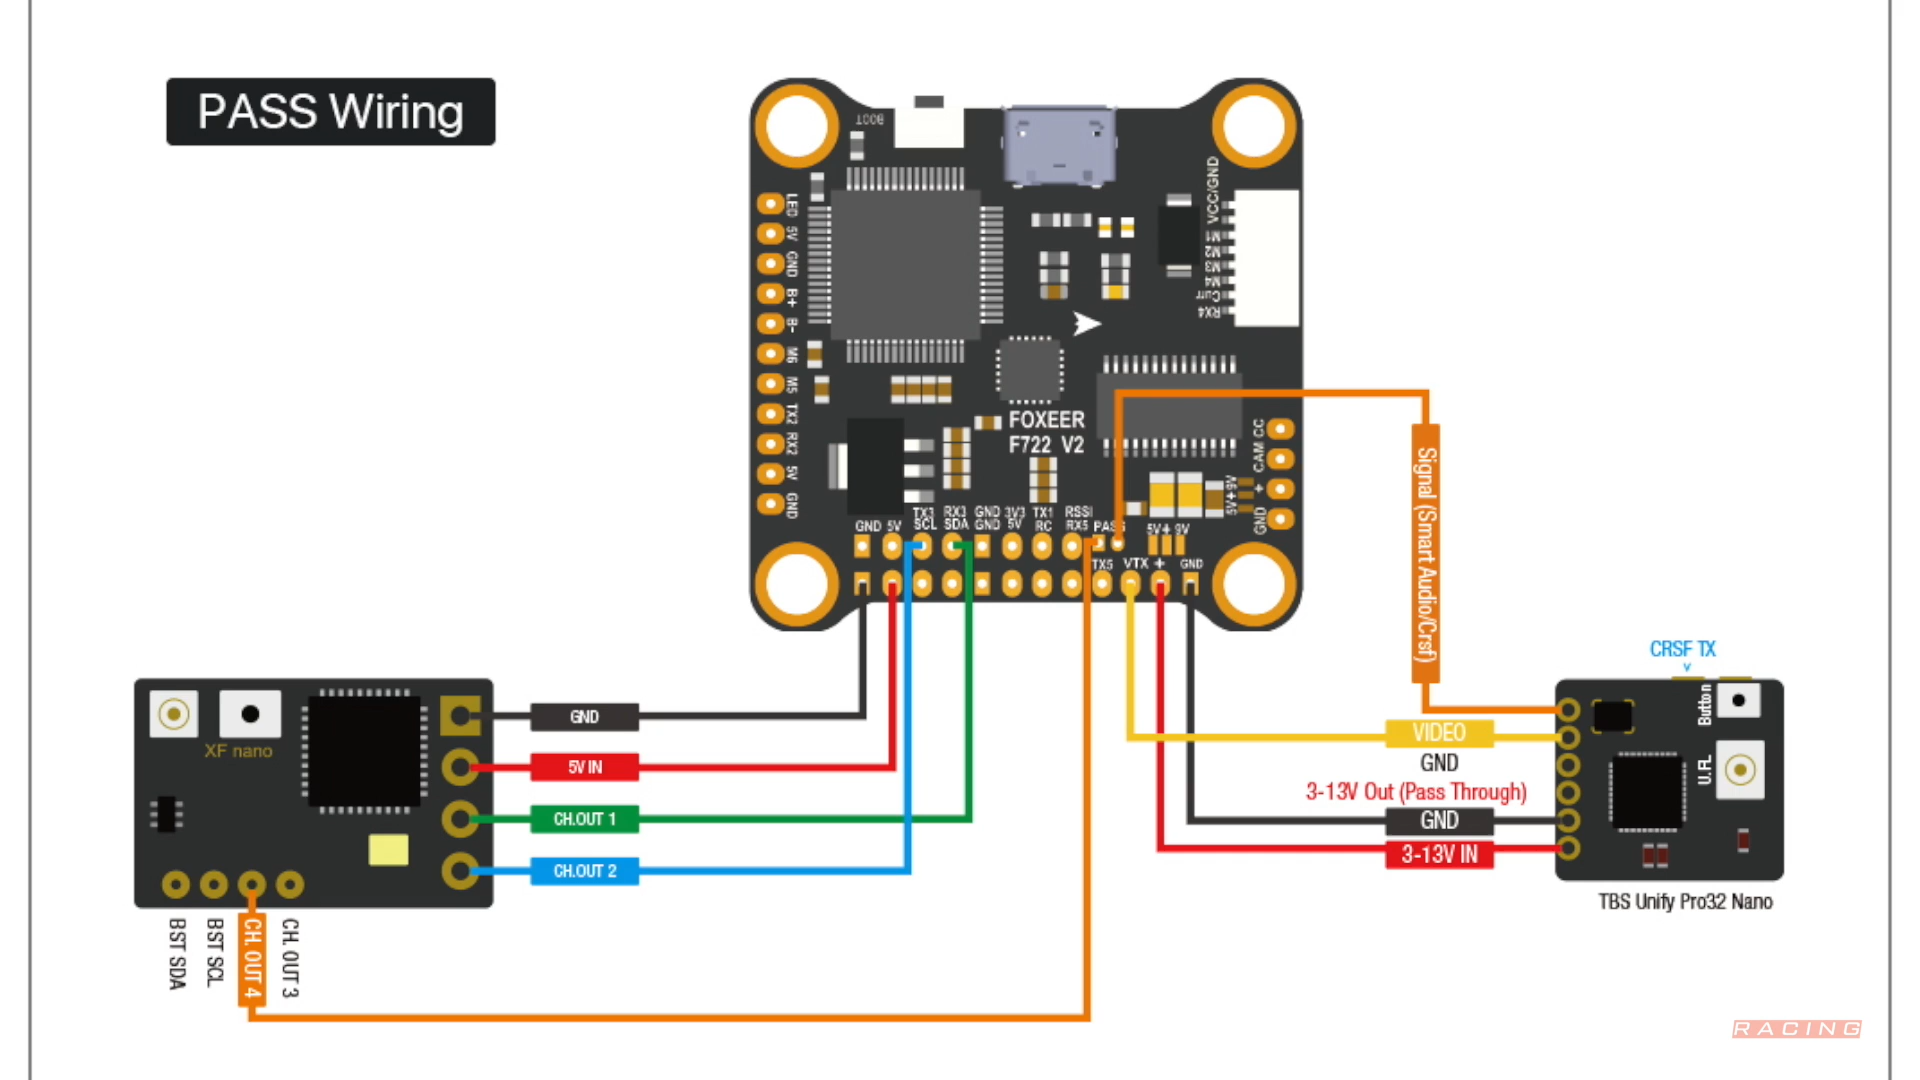 PASS Wiring
BOOT
LED
5V
GND
B+
B-
M6
M5
TX2
RX2
5V
GND
VCC/GND
M1
M2
M3
M4
Curr
RX4
FOXEER
F722 V2
CAM CC
+
GND
5V+9V
TX3 RX3 GND 3V3 TX1 RSSI
GND 5V SCL SDA GND 5V RC RX5 PASS 5V+ 9V
TX5 VTX + GND
Signal (Smart Audio/Crsf)
XF nano
GND
5V IN
CH.OUT 1
CH.OUT 2
BST SDA
BST SCL
CH. OUT 4
CH. OUT 3
CRSF TX
Button
U.FL
VIDEO
GND
3-13V Out (Pass Through)
GND
3-13V IN
TBS Unify Pro32 Nano
RACING